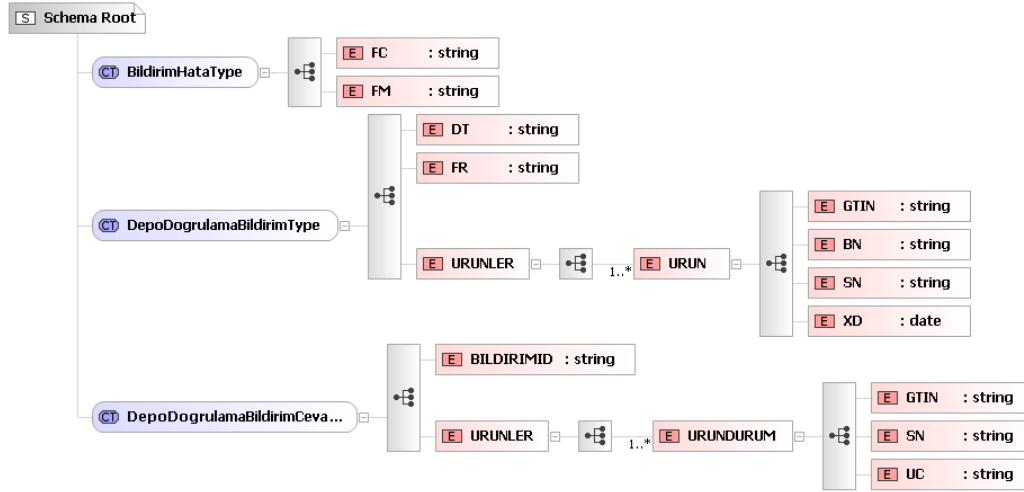 S Schema Root
CT BildirimHataType
E FC : string
E FM : string
CT DepoDogrulamaBildirimType
E DT : string
E FR : string
E URUNLER
1..*
E URUN
E GTIN : string
E BN : string
E SN : string
E XD : date
CT DepoDogrulamaBildirimCeva...
E BILDIRIMID : string
E URUNLER
1..*
E URUNDURUM
E GTIN : string
E SN : string
E UC : string